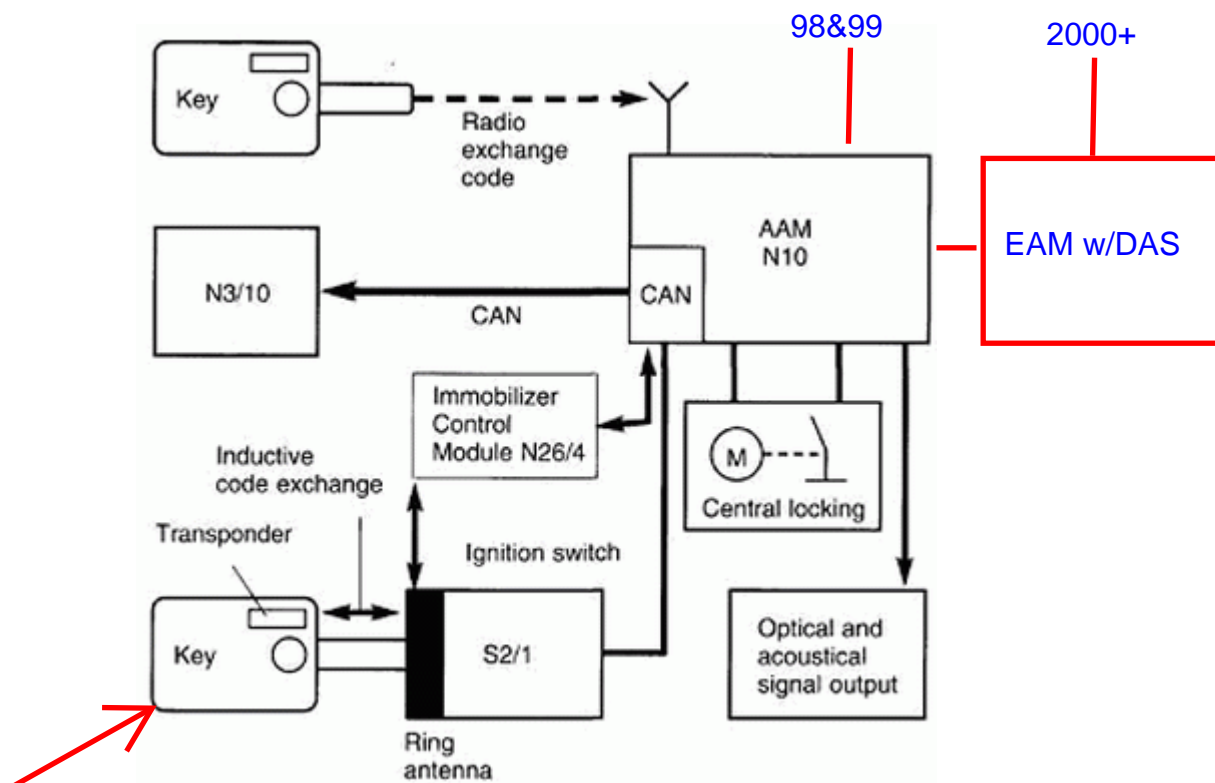 98&99
2000+
Key
Radio
exchange
code
AAM
N10
EAM w/DAS
N3/10
CAN
CAN
Immobilizer
Control
Module N26/4
Inductive
code exchange
Transponder
M
Central locking
Ignition switch
Key
S2/1
Optical and
acoustical
signal output
Ring
antenna